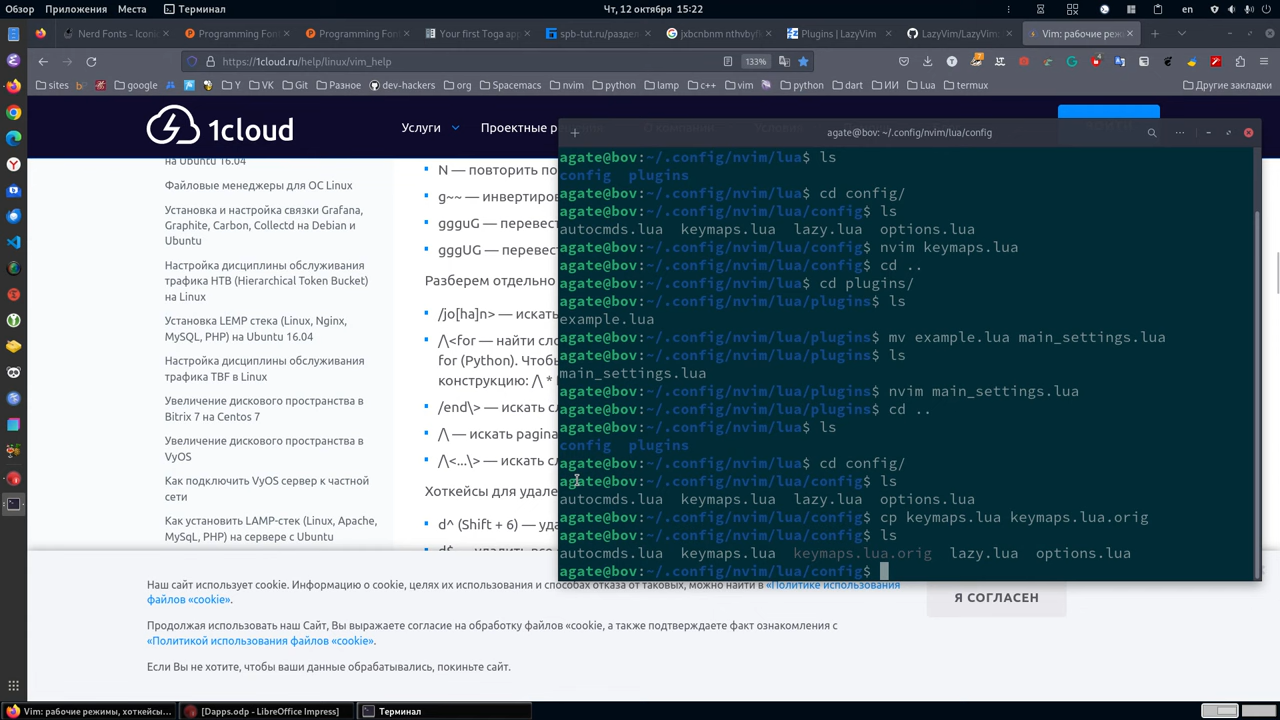 Обзор Приложения Места Терминал Чт, 12 октября 15:22 en
Nerd Fonts - Iconic
Programming Fon
Programming Font
Your first Toga app
spb-tut.ru/раздел
jxbcnbnm nthvbyfk
Plugins | LazyVim
LazyVim/LazyVim:
Vim: рабочие режимы
https://1cloud.ru/help/linux/vim_help 133%
sites b google Y VK Git Разное dev-hackers org Spacemacs nvim python lamp c++ vim python dart ИИ Lua termux Другие закладки
1cloud
Услуги
Проектные р
на Ubuntu 16.04
Файловые менеджеры для ОС Linux
Установка и настройка связки Grafana,
Graphite, Carbon, Collectd на Debian и
Ubuntu
Настройка дисциплины обслуживания
трафика HTB (Hierarchical Token Bucket)
на Linux
Установка LEMP стека (Linux, Nginx,
MySQL, PHP) на Ubuntu 16.04
Настройка дисциплины обслуживания
трафика TBF в Linux
Увеличение дискового пространства в
Bitrix 7 на Centos 7
Увеличение дискового пространства в
VyOS
Как подключить VyOS сервер к частной
сети
Как установить LAMP-стек (Linux, Apache,
MySQL, PHP) на сервере с Ubuntu
N — повторить по
g~~ — инвертиров
ggguG — перевест
gggUG — перевест
Разберем отдельно
/jo[ha]n> — искать
/\<for — найти сло
for (Python). Чтобы
конструкцию: /\ *
/end\> — искать сл
/\ — искать pagina
/\<...\> — искать сл
Хоткейсы для удале
d^ (Shift + 6) — уда
d$ — удалить все
agate@bov: ~/.config/nvim/lua/config
agate@bov:~/.config/nvim/lua$ ls
config plugins
agate@bov:~/.config/nvim/lua$ cd config/
agate@bov:~/.config/nvim/lua/config$ ls
autocmds.lua keymaps.lua lazy.lua options.lua
agate@bov:~/.config/nvim/lua/config$ nvim keymaps.lua
agate@bov:~/.config/nvim/lua/config$ cd ..
agate@bov:~/.config/nvim/lua$ cd plugins/
agate@bov:~/.config/nvim/lua/plugins$ ls
example.lua
agate@bov:~/.config/nvim/lua/plugins$ mv example.lua main_settings.lua
agate@bov:~/.config/nvim/lua/plugins$ ls
main_settings.lua
agate@bov:~/.config/nvim/lua/plugins$ nvim main_settings.lua
agate@bov:~/.config/nvim/lua/plugins$ cd ..
agate@bov:~/.config/nvim/lua$ ls
config plugins
agate@bov:~/.config/nvim/lua$ cd config/
agate@bov:~/.config/nvim/lua/config$ ls
autocmds.lua keymaps.lua lazy.lua options.lua
agate@bov:~/.config/nvim/lua/config$ cp keymaps.lua keymaps.lua.orig
agate@bov:~/.config/nvim/lua/config$ ls
autocmds.lua keymaps.lua keymaps.lua.orig lazy.lua options.lua
agate@bov:~/.config/nvim/lua/config$
Наш сайт использует cookie. Информацию о cookie, целях их использования и способах отказа от таковых, можно найти в «Политике использования
файлов «cookie».
Продолжая использовать наш Сайт, Вы выражаете согласие на обработку файлов «cookie, а также подтверждаете факт ознакомления с
«Политикой использования файлов «cookie».
Если Вы не хотите, чтобы ваши данные обрабатывались, покиньте сайт.
Я СОГЛАСЕН
Vim: рабочие режимы, хоткейсы...
[Dapps.odp - LibreOffice Impress]
Терминал